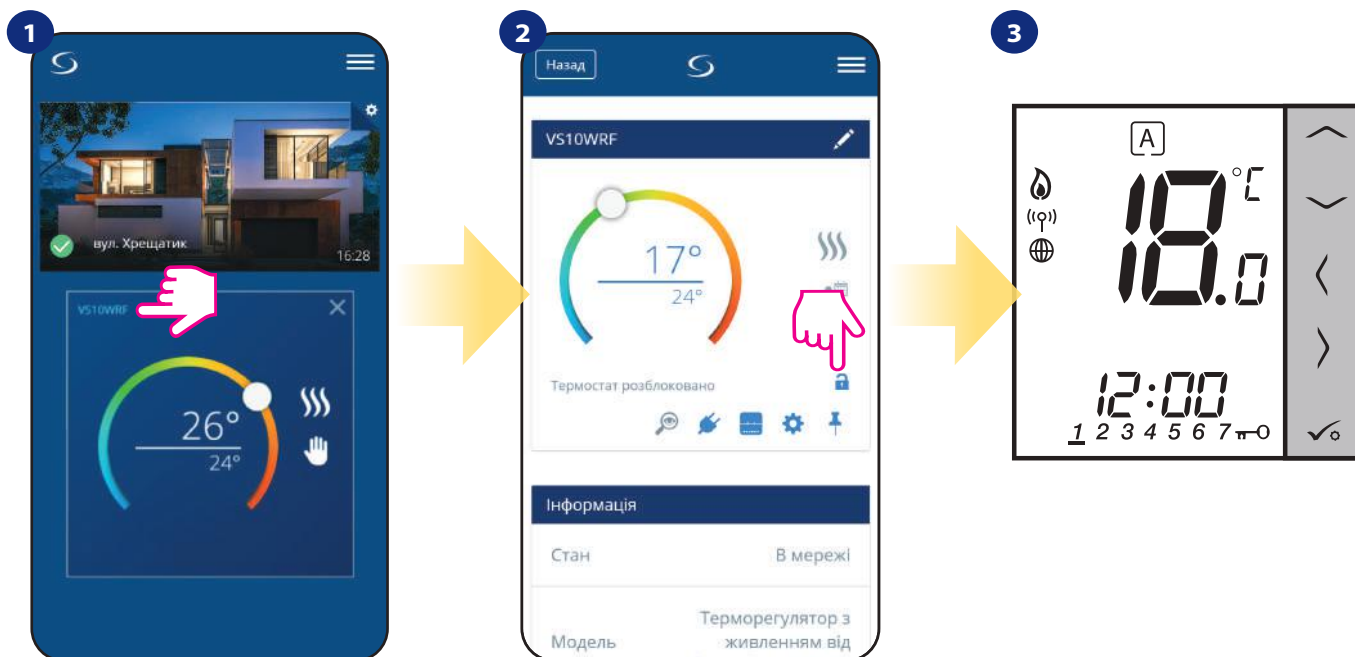 1
вул. Хрещатик
16:28
VS10WRF
26°
24°
2
Назад
VS10WRF
17°
24°
Термостат розблоковано
Інформація
Стан В мережі
Модель Терморегулятор з
живленням від
3
A
18.0 °C
12:00
1 2 3 4 5 6 7